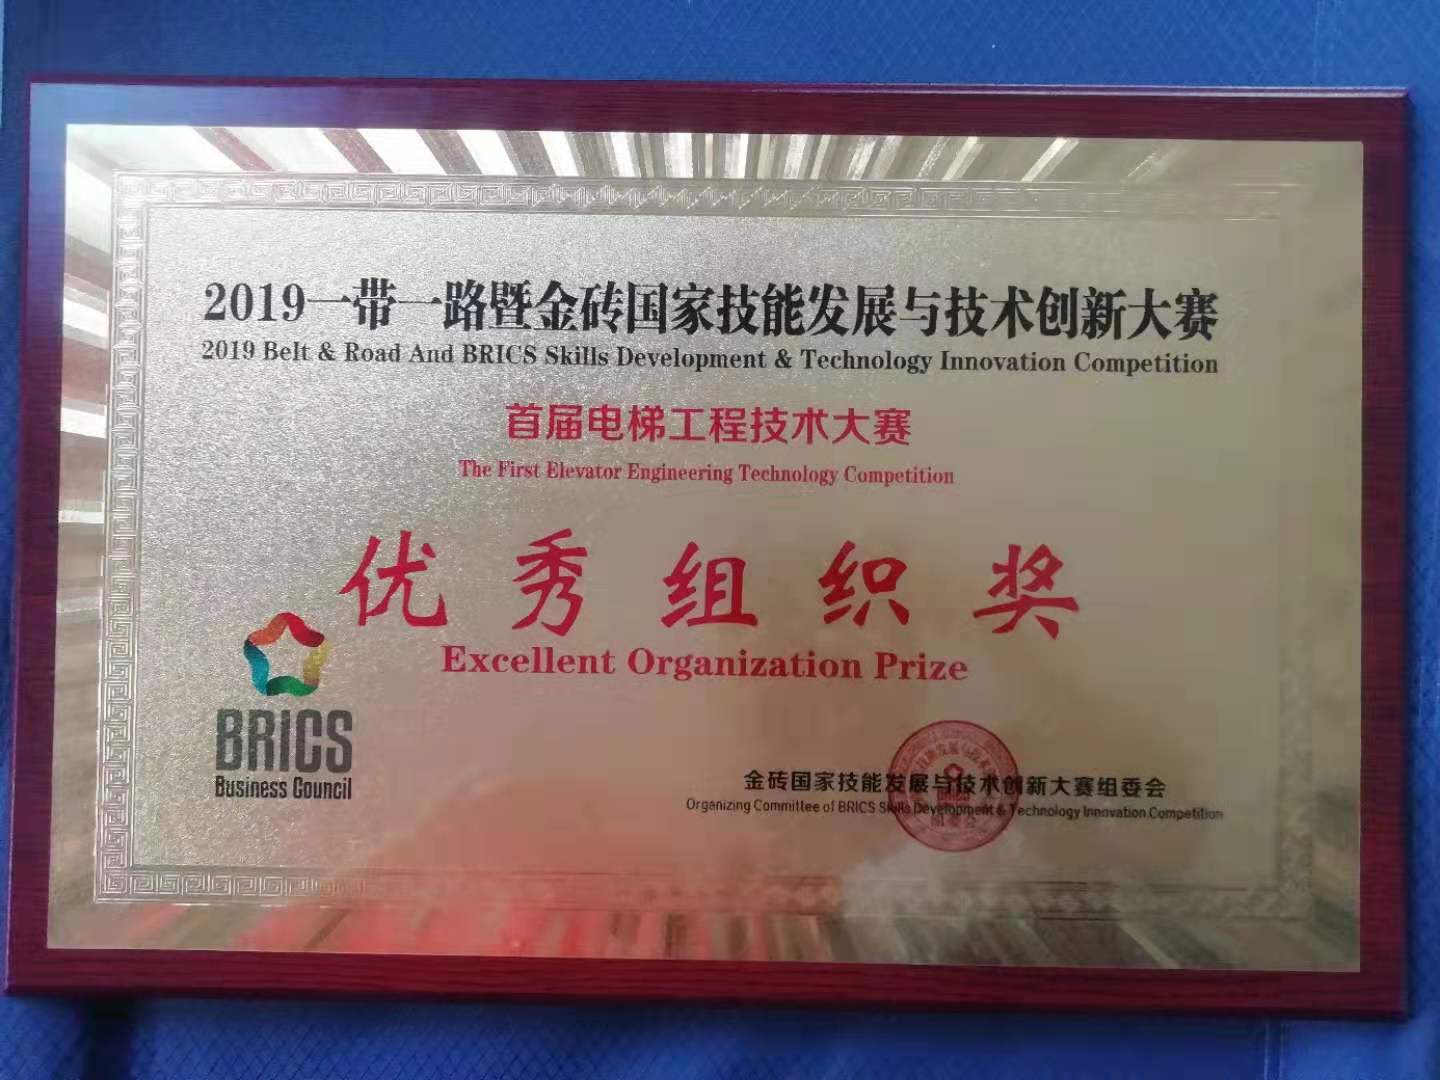 2019一带一路暨金砖国家技能发展与技术创新大赛
2019 Belt & Road And BRICS Skills Development & Technology Innovation Competition
首届电梯工程技术大赛
The First Elevator Engineering Technology Competition
优秀组织奖
Excellent Organization Prize
BRICS
Business Council
金砖国家技能发展与技术创新大赛组委会
Organizing Committee of BRICS Skills Development & Technology Innovation Competition